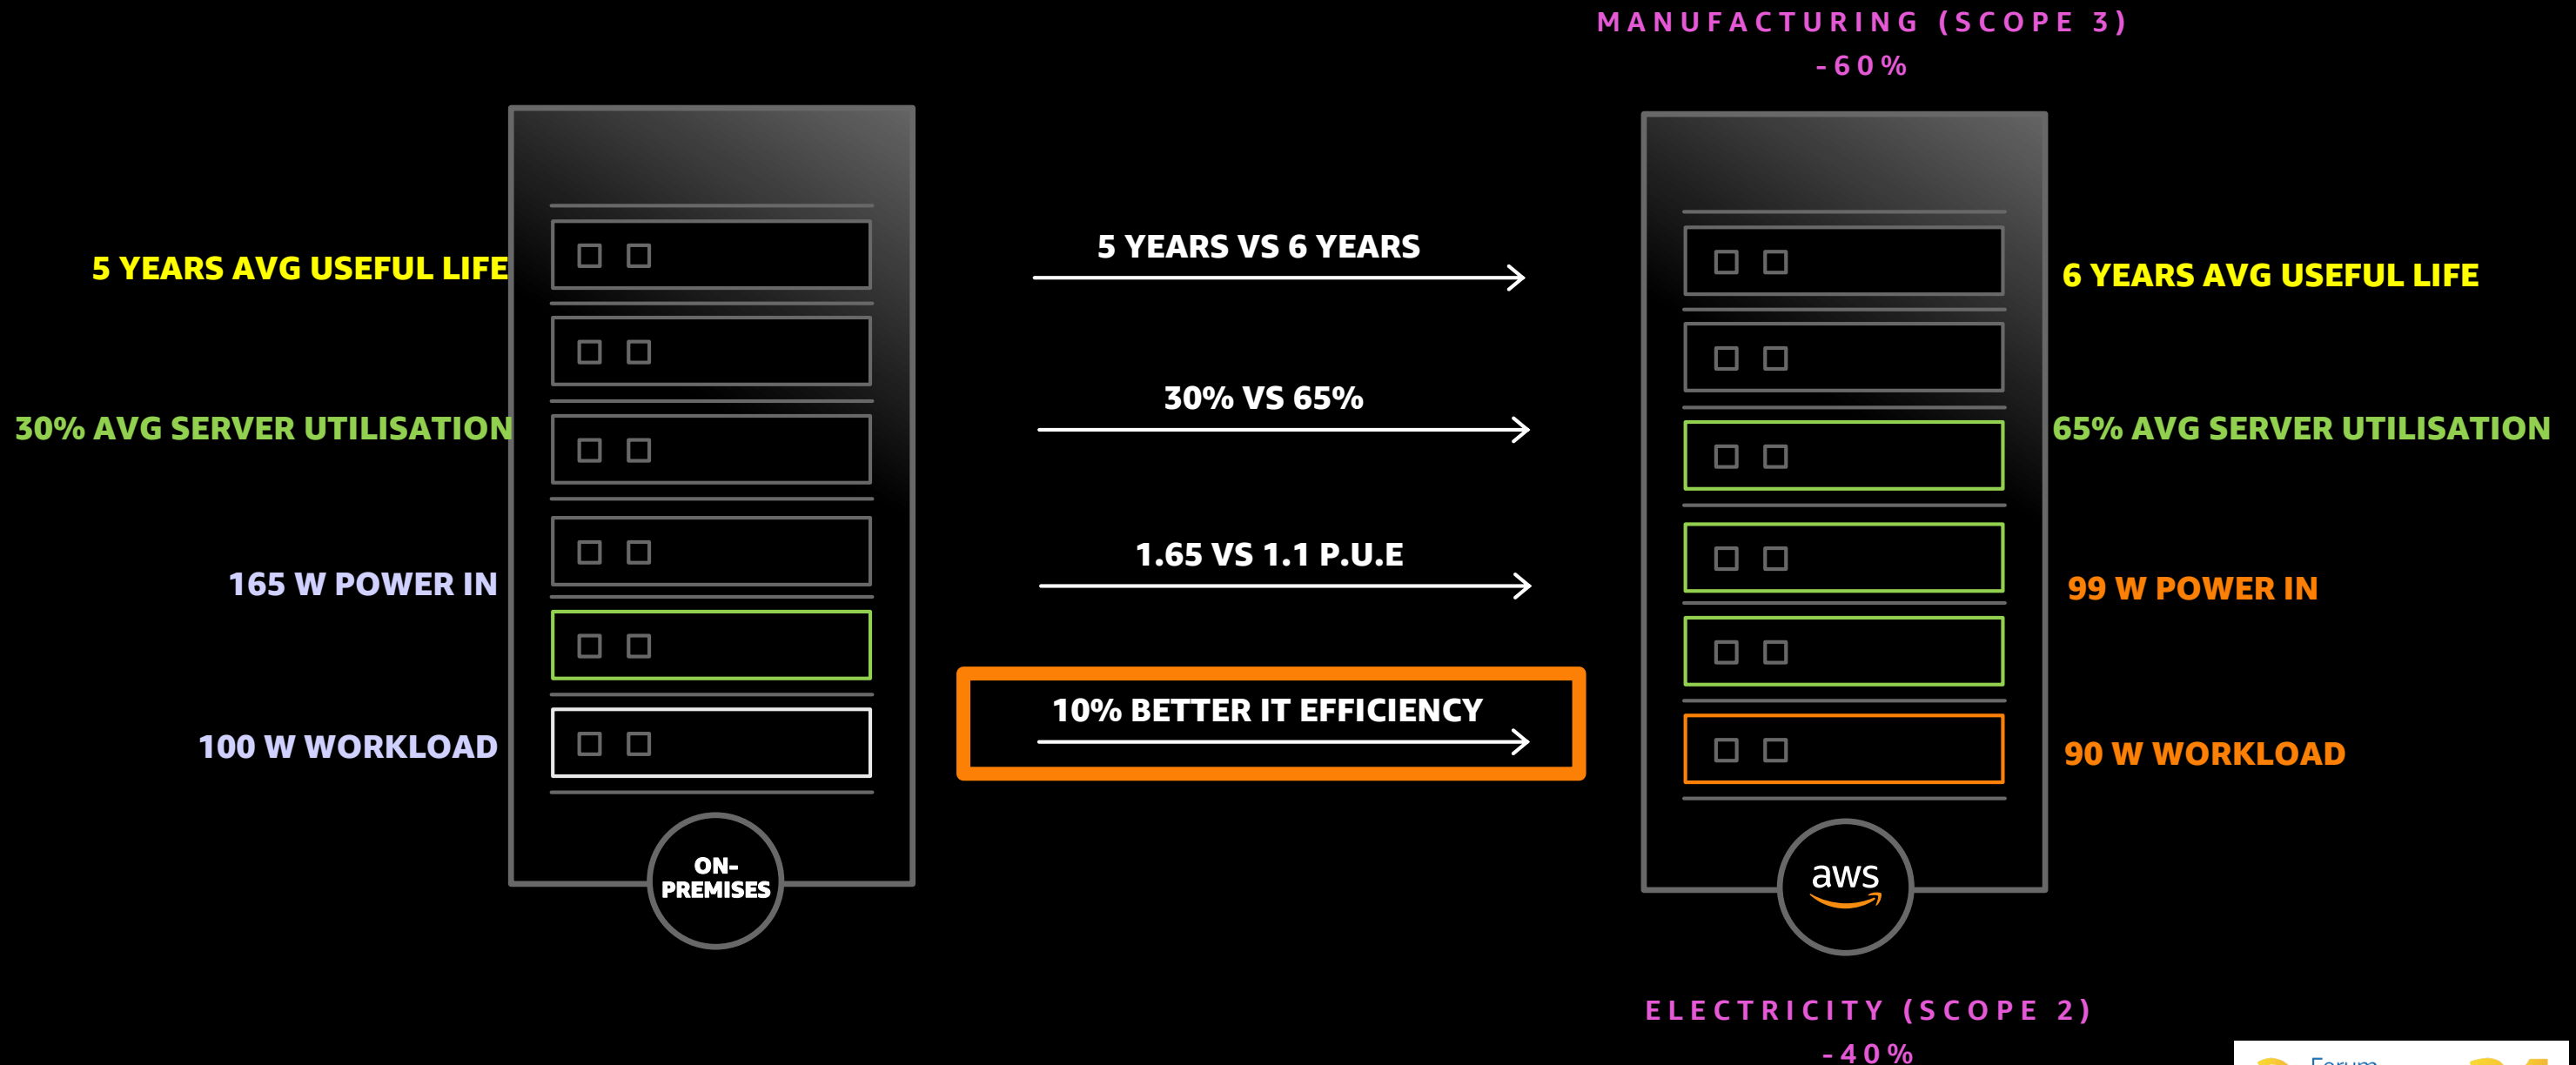 MANUFACTURING (SCOPE 3)
-60%
5 YEARS AVG USEFUL LIFE
5 YEARS VS 6 YEARS
6 YEARS AVG USEFUL LIFE
30% AVG SERVER UTILISATION
30% VS 65%
65% AVG SERVER UTILISATION
165 W POWER IN
1.65 VS 1.1 P.U.E
99 W POWER IN
100 W WORKLOAD
10% BETTER IT EFFICIENCY
90 W WORKLOAD
ON-
PREMISES
aws
ELECTRICITY (SCOPE 2)
-40%
Forum